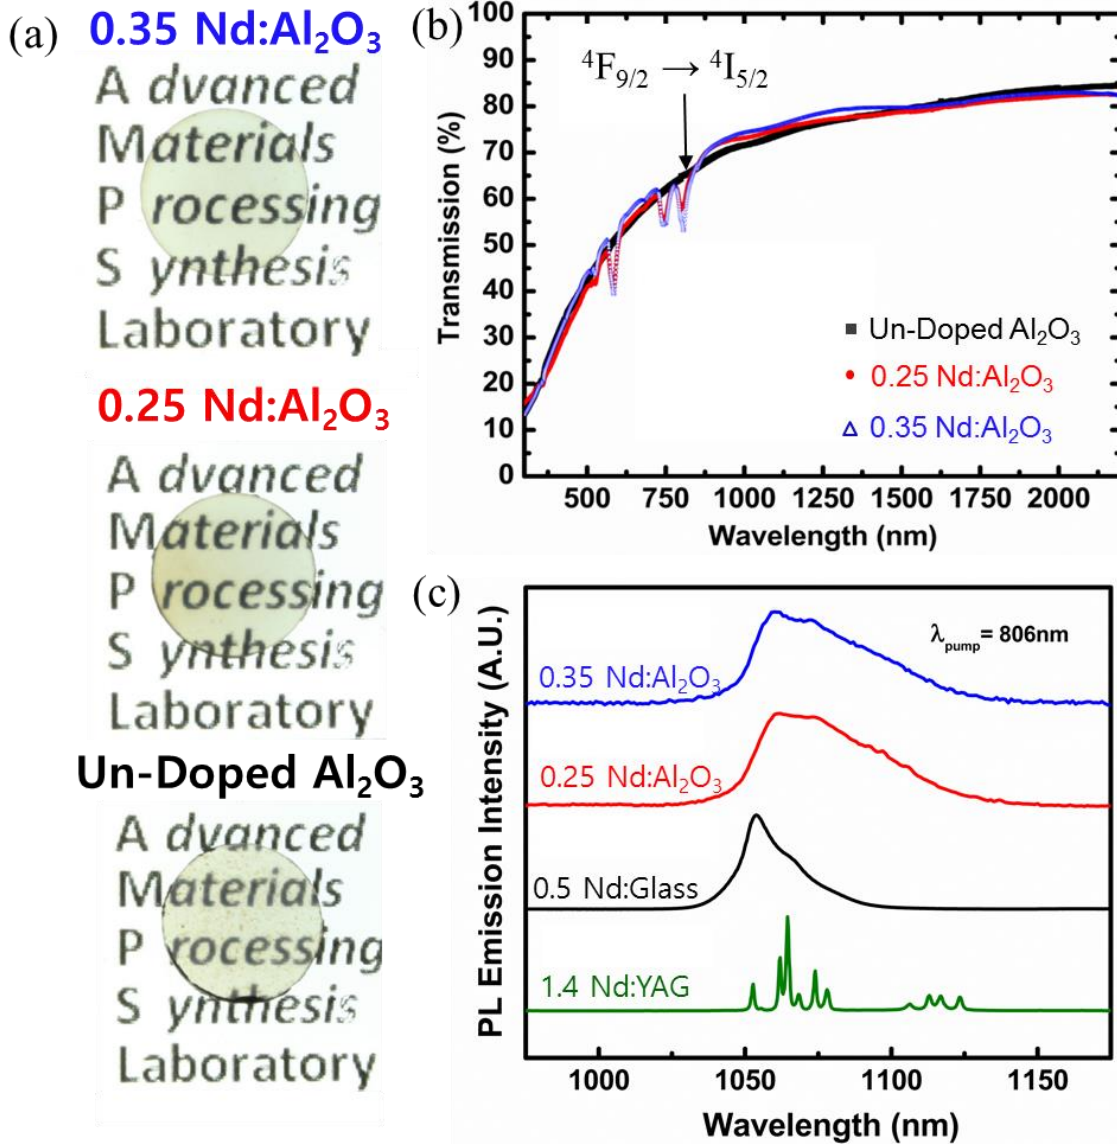 (a)
0.35 Nd:Al₂O₃
A dvanced
Materials
P rocessing
S ynthesis
Laboratory
0.25 Nd:Al₂O₃
A dvanced
Materials
P rocessing
S ynthesis
Laboratory
Un-Doped Al₂O₃
A dvanced
Materials
P rocessing
S ynthesis
Laboratory
(b)
Transmission (%)
100
90
80
70
60
50
40
30
20
10
0
⁴F₉/₂ → ⁴I₅/₂
Un-Doped Al₂O₃
0.25 Nd:Al₂O₃
0.35 Nd:Al₂O₃
500 750 1000 1250 1500 1750 2000
Wavelength (nm)
(c)
PL Emission Intensity (A.U.)
λpump= 806nm
0.35 Nd:Al₂O₃
0.25 Nd:Al₂O₃
0.5 Nd:Glass
1.4 Nd:YAG
1000 1050 1100 1150
Wavelength (nm)